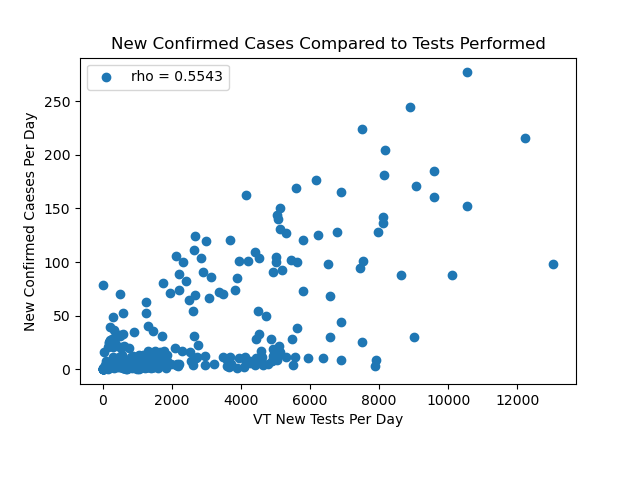 New Confirmed Cases Compared to Tests Performed
rho = 0.5543
New Confirmed Caeses Per Day
250
200
150
100
50
0
0 2000 4000 6000 8000 10000 12000
VT New Tests Per Day